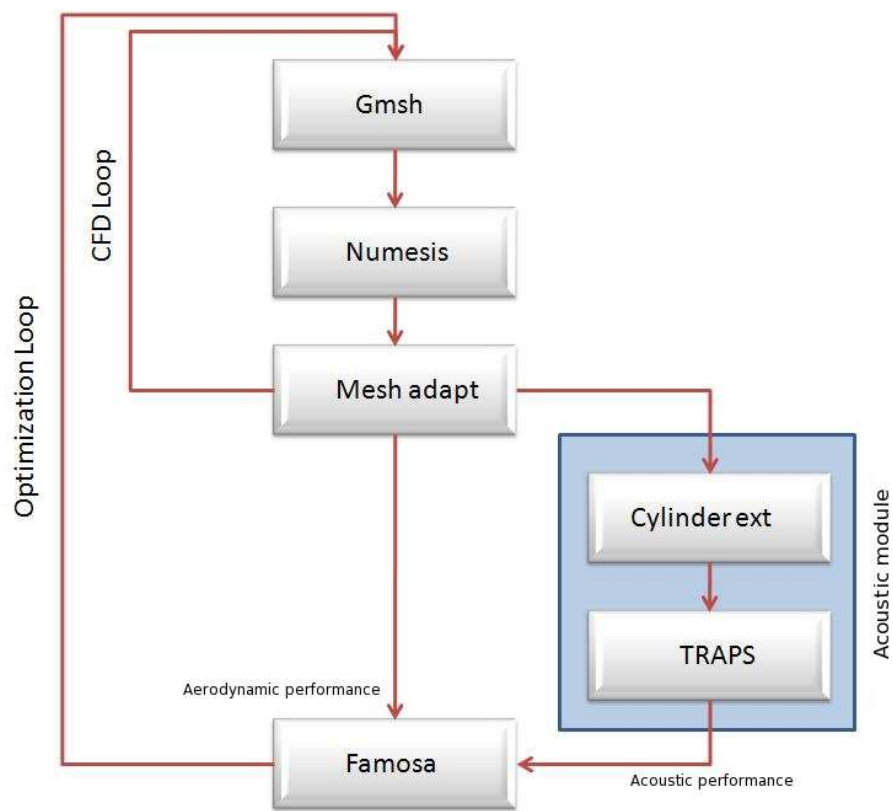 Gmsh
CFD Loop
Numesis
Optimization Loop
Mesh adapt
Cylinder ext
Acoustic module
TRAPS
Aerodynamic performance
Famosa
Acoustic performance